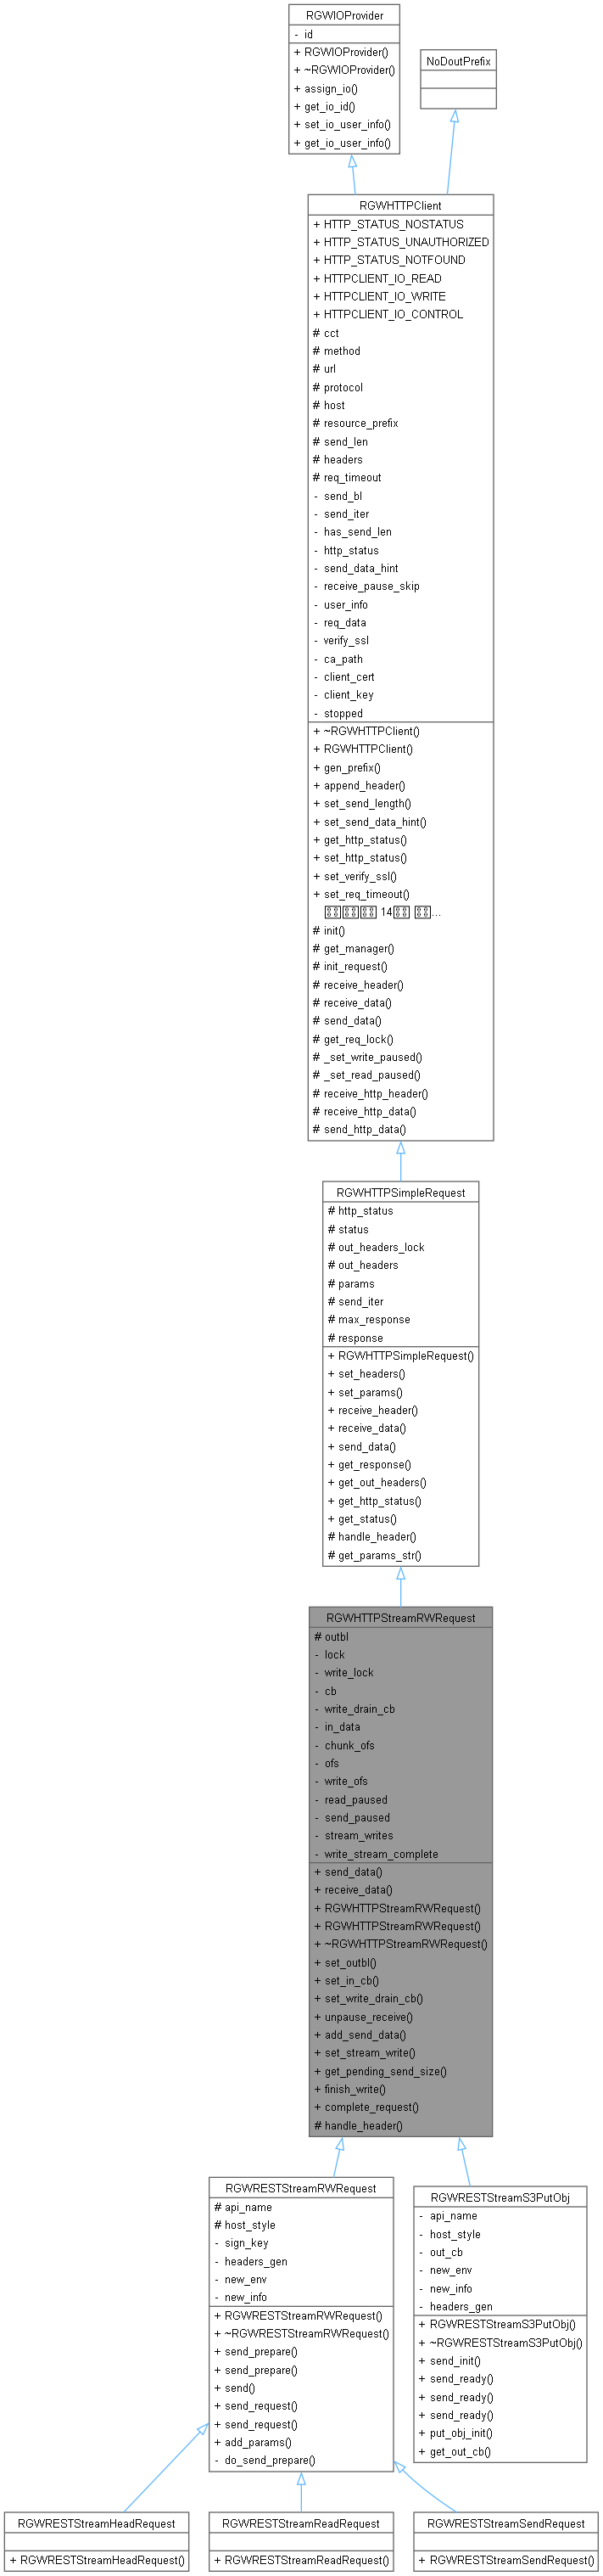 RGWIOProvider
- id
+ RGWIOProvider()
+ ~RGWIOProvider()
+ assign_io()
+ get_io_id()
+ set_io_user_info()
+ get_io_user_info()
NoDoutPrefix
RGWHTTPClient
+ HTTP_STATUS_NOSTATUS
+ HTTP_STATUS_UNAUTHORIZED
+ HTTP_STATUS_NOTFOUND
+ HTTPCLIENT_IO_READ
+ HTTPCLIENT_IO_WRITE
+ HTTPCLIENT_IO_CONTROL
# cct
# method
# url
# protocol
# host
# resource_prefix
# send_len
# headers
# req_timeout
- send_bl
- send_iter
- has_send_len
- http_status
- send_data_hint
- receive_pause_skip
- user_info
- req_data
- verify_ssl
- ca_path
- client_cert
- client_key
- stopped
+ ~RGWHTTPClient()
+ RGWHTTPClient()
+ gen_prefix()
+ append_header()
+ set_send_length()
+ set_send_data_hint()
+ get_http_status()
+ set_http_status()
+ set_verify_ssl()
+ set_req_timeout()
14 ...
# init()
# get_manager()
# init_request()
# receive_header()
# receive_data()
# send_data()
# get_req_lock()
# _set_write_paused()
# _set_read_paused()
# receive_http_header()
# receive_http_data()
# send_http_data()
RGWHTTPSimpleRequest
# http_status
# status
# out_headers_lock
# out_headers
# params
# send_iter
# max_response
# response
+ RGWHTTPSimpleRequest()
+ set_headers()
+ set_params()
+ receive_header()
+ receive_data()
+ send_data()
+ get_response()
+ get_out_headers()
+ get_http_status()
+ get_status()
# handle_header()
# get_params_str()
RGWHTTPStreamRWRequest
# outbl
- lock
- write_lock
- cb
- write_drain_cb
- in_data
- chunk_ofs
- ofs
- write_ofs
- read_paused
- send_paused
- stream_writes
- write_stream_complete
+ send_data()
+ receive_data()
+ RGWHTTPStreamRWRequest()
+ RGWHTTPStreamRWRequest()
+ ~RGWHTTPStreamRWRequest()
+ set_outbl()
+ set_in_cb()
+ set_write_drain_cb()
+ unpause_receive()
+ add_send_data()
+ set_stream_write()
+ get_pending_send_size()
+ finish_write()
+ complete_request()
# handle_header()
RGWRESTStreamRWRequest
# api_name
# host_style
- sign_key
- headers_gen
- new_env
- new_info
+ RGWRESTStreamRWRequest()
+ ~RGWRESTStreamRWRequest()
+ send_prepare()
+ send_prepare()
+ send()
+ send_request()
+ send_request()
+ add_params()
- do_send_prepare()
RGWRESTStreamS3PutObj
- api_name
- host_style
- out_cb
- new_env
- new_info
- headers_gen
+ RGWRESTStreamS3PutObj()
+ ~RGWRESTStreamS3PutObj()
+ send_init()
+ send_ready()
+ send_ready()
+ send_ready()
+ put_obj_init()
+ get_out_cb()
RGWRESTStreamHeadRequest
+ RGWRESTStreamHeadRequest()
RGWRESTStreamReadRequest
+ RGWRESTStreamReadRequest()
RGWRESTStreamSendRequest
+ RGWRESTStreamSendRequest()